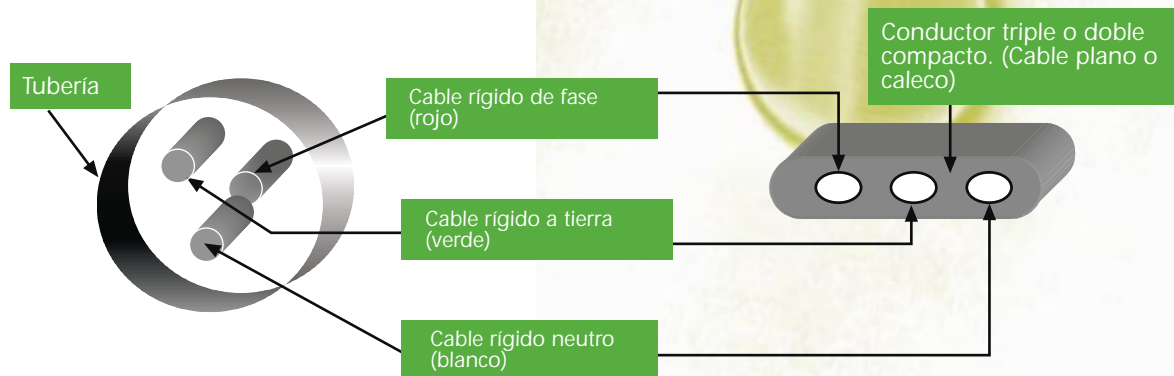 Tubería
Cable rígido de fase
(rojo)
Conductor triple o doble
compacto. (Cable plano o
caleco)
Cable rígido a tierra
(verde)
Cable rígido neutro
(blanco)